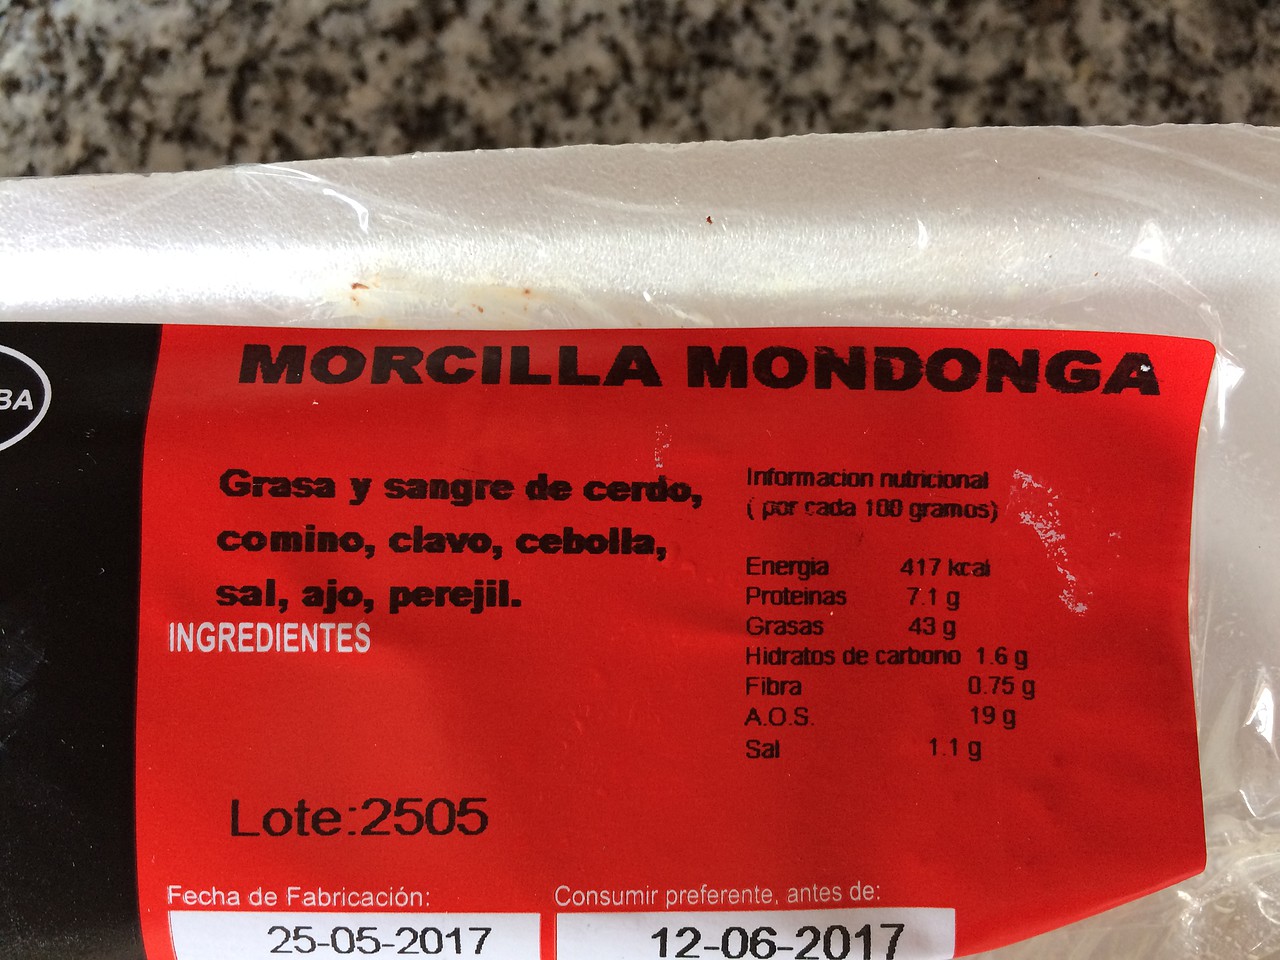 BA
MORCILLA MONDONGA
Grasa y sangre de cerdo,
comino, clavo, cebolla,
sal, ajo, perejil.
INGREDIENTES
Informacion nutricional
( por cada 100 gramos)
Energia 417 kcal
Proteinas 7.1 g
Grasas 43 g
Hidratos de carbono 1.6 g
Fibra 0.75 g
A.O.S. 19 g
Sal 1.1 g
Lote:2505
Fecha de Fabricación:
Consumir preferente, antes de:
25-05-2017
12-06-2017